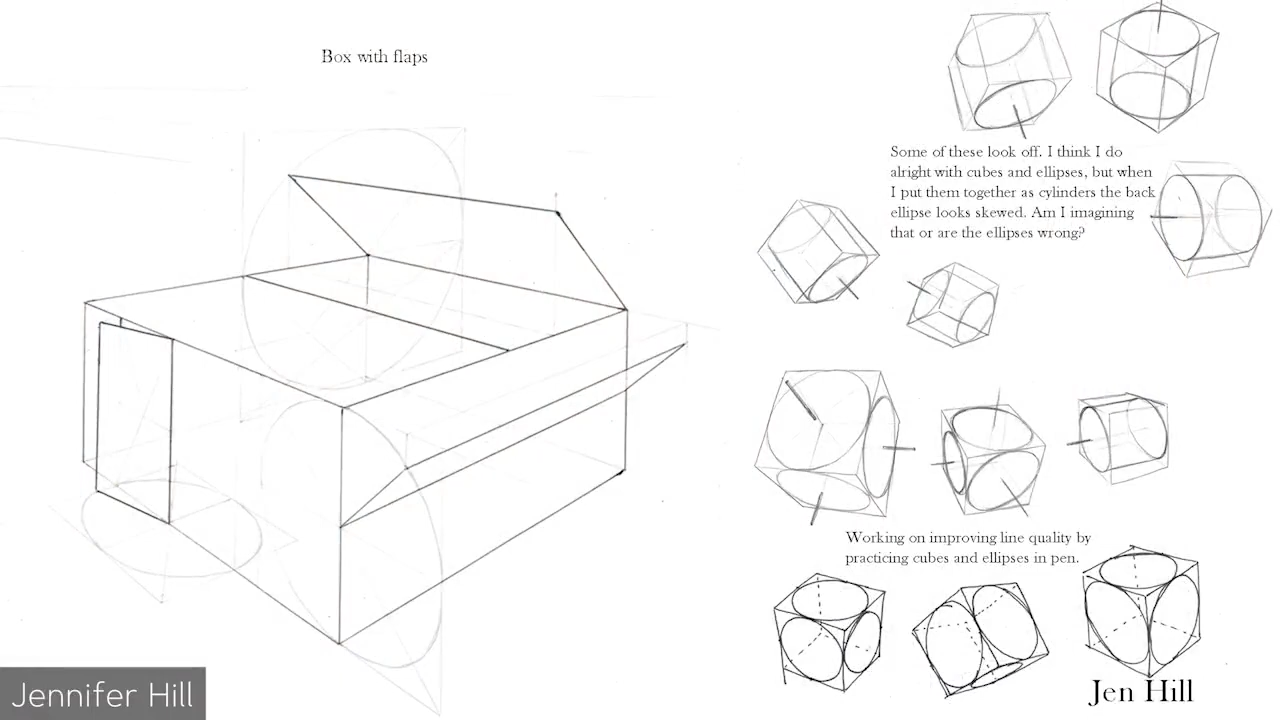 Box with flaps
Some of these look off. I think I do
alright with cubes and ellipses, but when
I put them together as cylinders the back
ellipse looks skewed. Am I imagining
that or are the ellipses wrong?
Working on improving line quality by
practicing cubes and ellipses in pen.
Jen Hill
Jennifer Hill